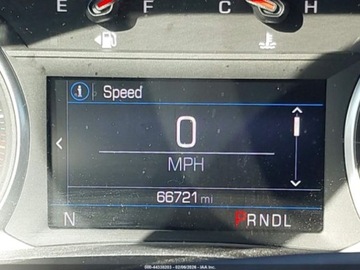 E F C H
Speed
0
MPH
66721 mi
N PRNDL